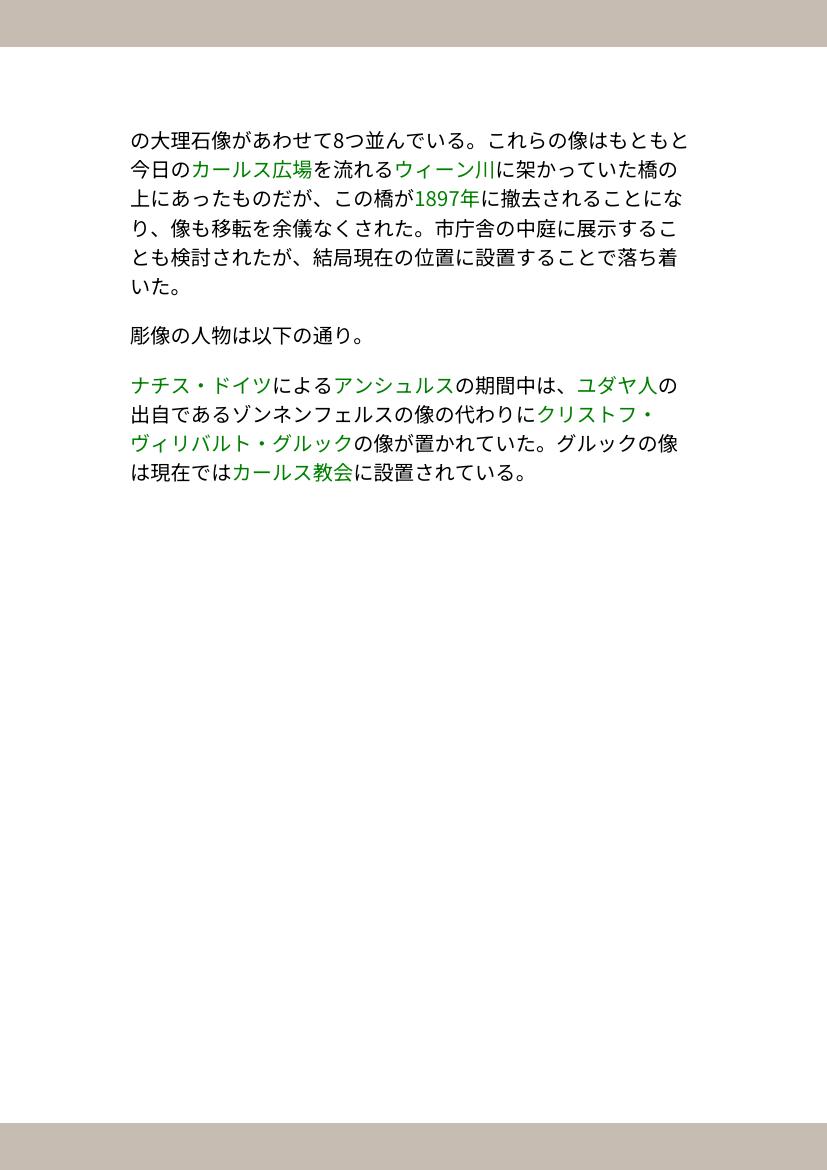 の大理石像があわせて8つ並んでいる。これらの像はもともと
今日のカールス広場を流れるウィーン川に架かっていた橋の
上にあったものだが、この橋が1897年に撤去されることにな
り、像も移転を余儀なくされた。市庁舎の中庭に展示するこ
とも検討されたが、結局現在の位置に設置することで落ち着
いた。
彫像の人物は以下の通り。
ナチス・ドイツによるアンシュルスの期間中は、ユダヤ人の
出自であるゾンネンフェルスの像の代わりにクリストフ・
ヴィリバルト・グルックの像が置かれていた。グルックの像
は現在ではカールス教会に設置されている。